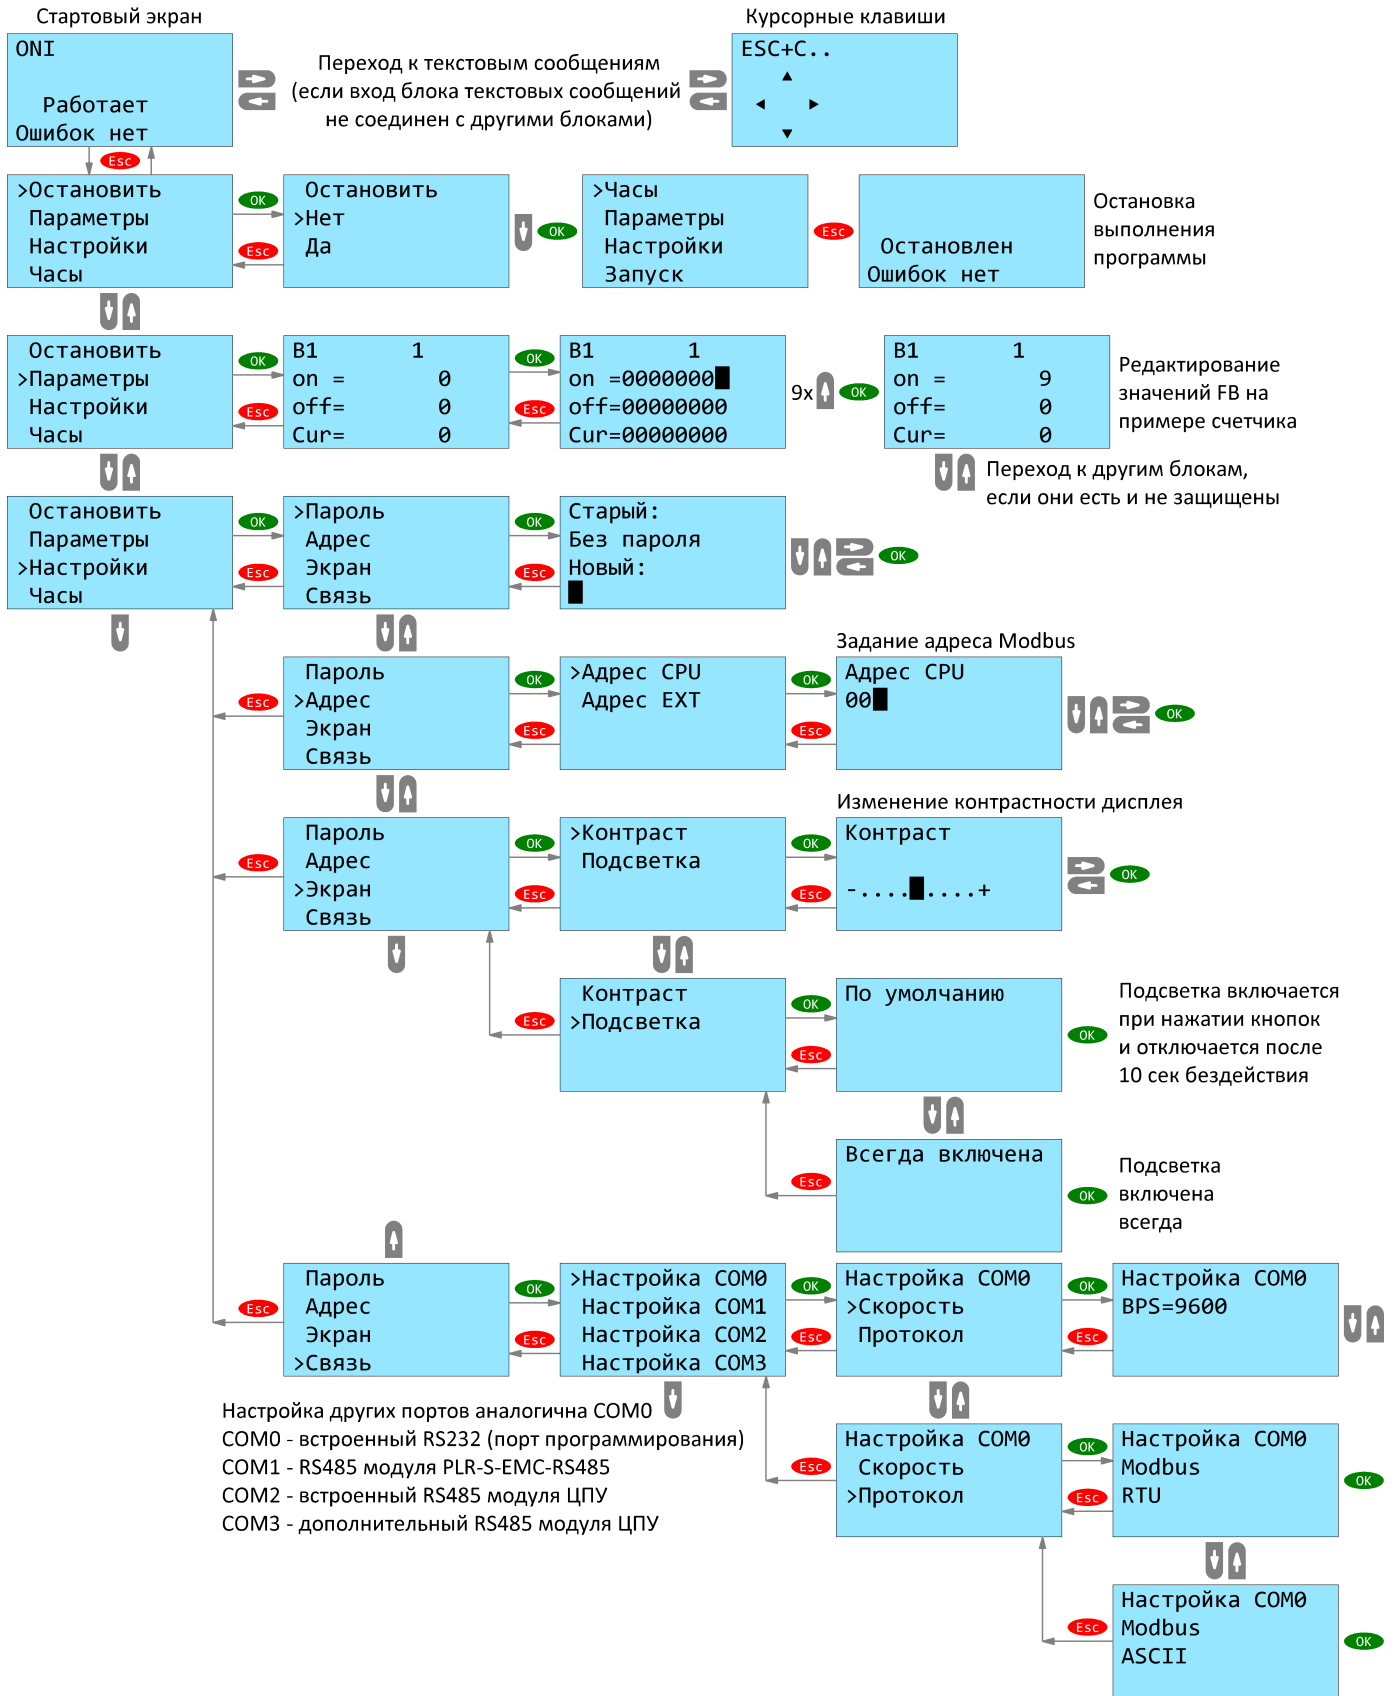 Стартовый экран
Курсорные клавиши
ONI
Работает
Ошибок нет
Переход к текстовым сообщениям
(если вход блока текстовых сообщений
не соединен с другими блоками)
ESC+C..
Esc
>Остановить
Параметры
Настройки
Часы
OK
Esc
Остановить
>Нет
Да
OK
>Часы
Параметры
Настройки
Запуск
Esc
Остановлен
Ошибок нет
Остановка
выполнения
программы
Остановить
>Параметры
Настройки
Часы
OK
Esc
B1 1
on = 0
off= 0
Cur= 0
OK
Esc
B1 1
on =0000000
off=00000000
Cur=00000000
9x
OK
B1 1
on = 9
off= 0
Cur= 0
Редактирование
значений FB на
примере счетчика
Переход к другим блокам,
если они есть и не защищены
Остановить
Параметры
>Настройки
Часы
OK
Esc
>Пароль
Адрес
Экран
Связь
OK
Esc
Старый:
Без пароля
Новый:
OK
Задание адреса Modbus
Esc
Пароль
>Адрес
Экран
Связь
OK
Esc
>Адрес CPU
Адрес EXT
OK
Esc
Адрес CPU
00
OK
Изменение контрастности дисплея
Esc
Пароль
Адрес
>Экран
Связь
OK
Esc
>Контраст
Подсветка
OK
Esc
Контраст
-.... ....+
OK
Esc
Контраст
>Подсветка
OK
Esc
По умолчанию
OK
Подсветка включается
при нажатии кнопок
и отключается после
10 сек бездействия
Esc
Всегда включена
OK
Подсветка
включена
всегда
Esc
Пароль
Адрес
Экран
>Связь
OK
Esc
>Настройка COM0
Настройка COM1
Настройка COM2
Настройка COM3
OK
Esc
Настройка COM0
>Скорость
Протокол
OK
Esc
Настройка COM0
BPS=9600
Настройка других портов аналогична COM0
COM0 - встроенный RS232 (порт программирования)
COM1 - RS485 модуля PLR-S-EMC-RS485
COM2 - встроенный RS485 модуля ЦПУ
COM3 - дополнительный RS485 модуля ЦПУ
Esc
Настройка COM0
Скорость
>Протокол
OK
Esc
Настройка COM0
Modbus
RTU
OK
Esc
Настройка COM0
Modbus
ASCII
OK